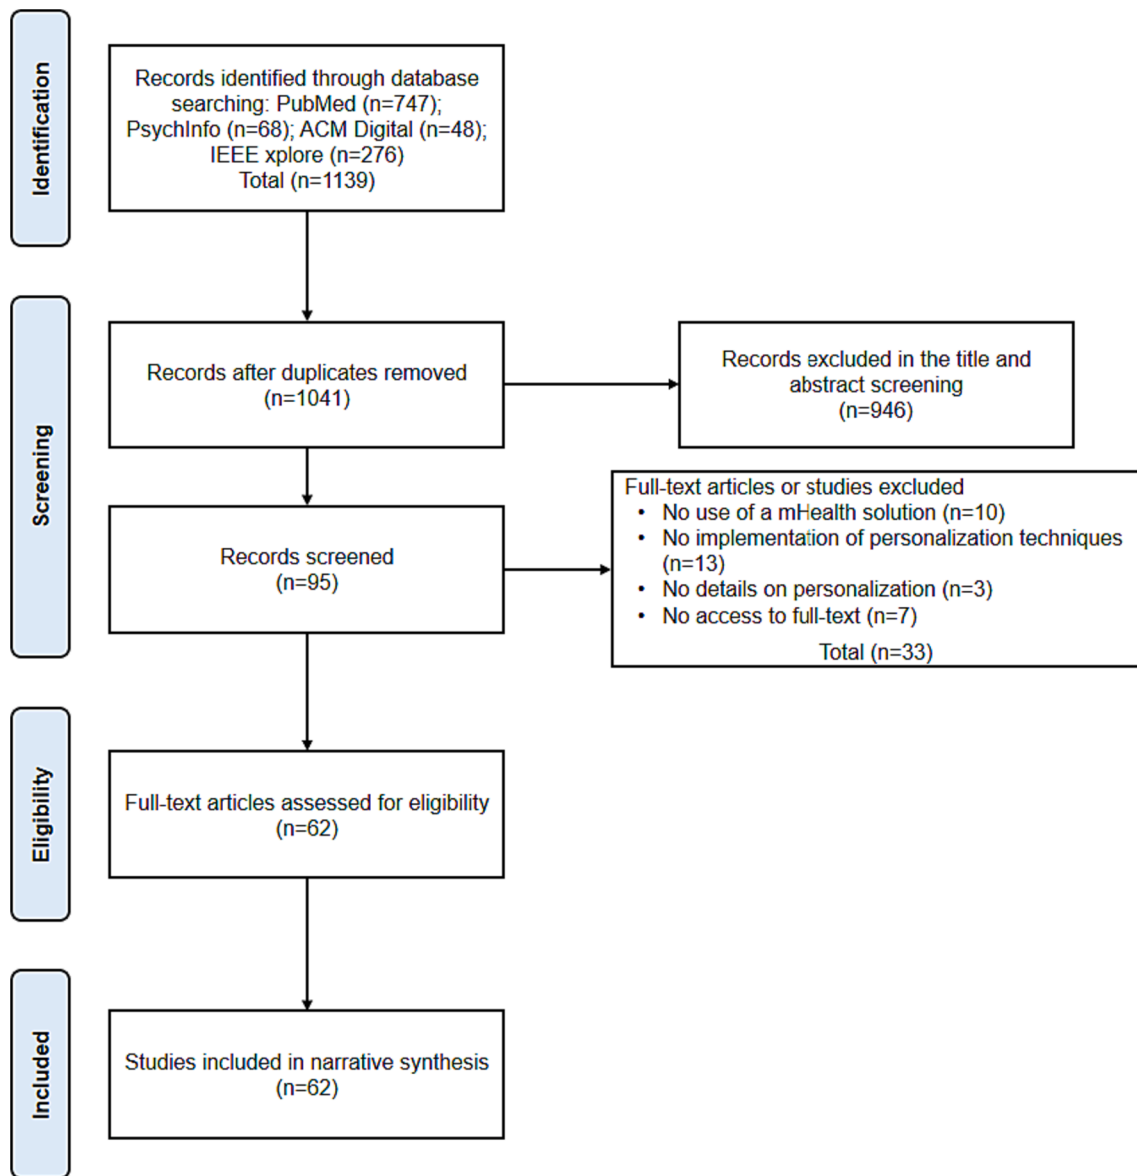 Identification
Records identified through database
searching: PubMed (n=747);
PsychInfo (n=68); ACM Digital (n=48);
IEEE xplore (n=276)
Total (n=1139)
Screening
Records after duplicates removed
(n=1041)
Records excluded in the title and
abstract screening
(n=946)
Records screened
(n=95)
Full-text articles or studies excluded
• No use of a mHealth solution (n=10)
• No implementation of personalization techniques
(n=13)
• No details on personalization (n=3)
• No access to full-text (n=7)
Total (n=33)
Eligibility
Full-text articles assessed for eligibility
(n=62)
Included
Studies included in narrative synthesis
(n=62)